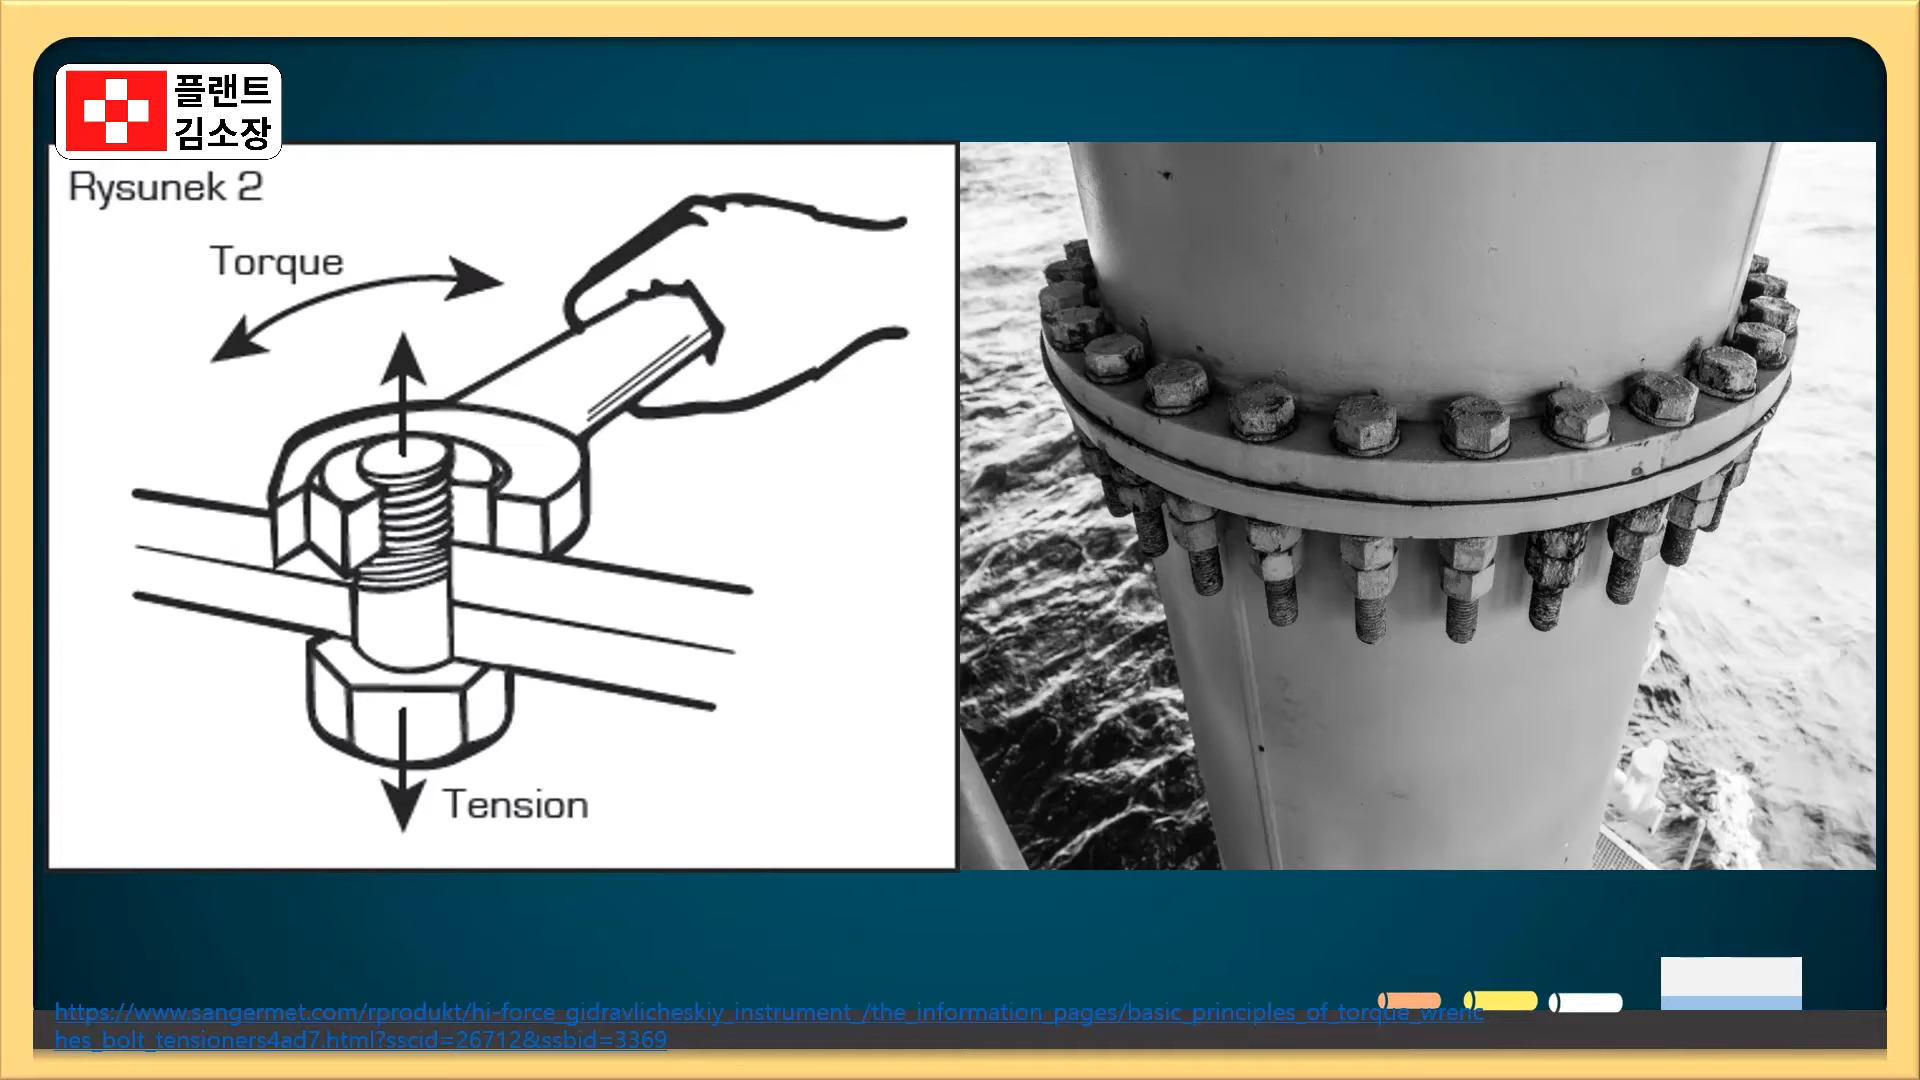 플랜트
김소장
Rysunek 2
Torque
Tension
https://www.sangermet.com/rprodukt/hi-force_gidravlicheskiy_instrument_/the_information_pages/basic_principles_of_torque_wrenc
hes_bolt_tensioners4ad7.html?sscid=26712&ssbid=3369